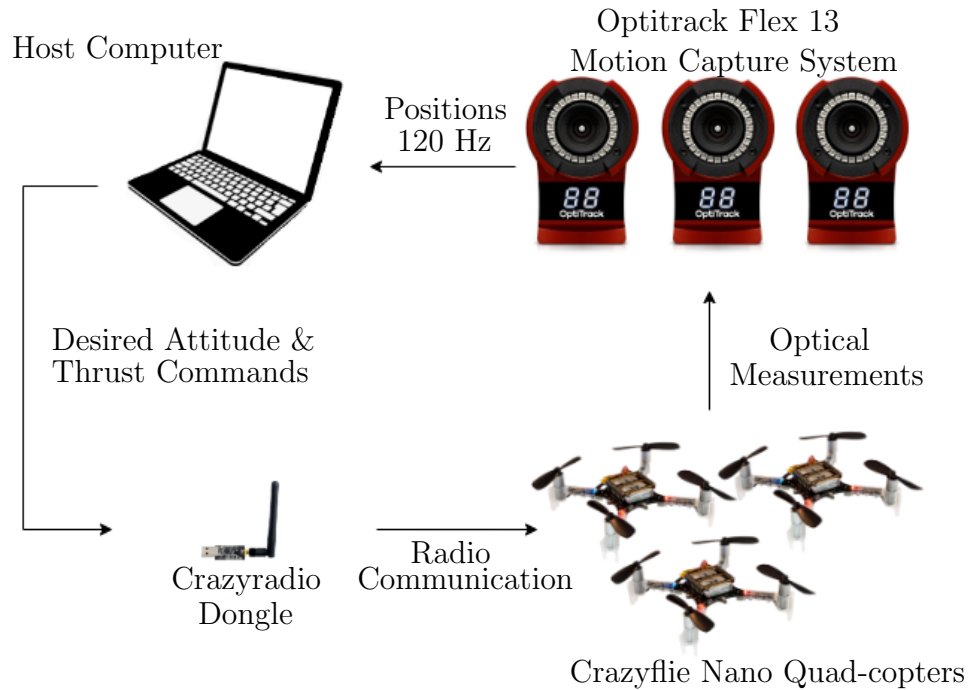 Host Computer
Optitrack Flex 13
Motion Capture System
Positions
120 Hz
88
OptiTrack
88
OptiTrack
88
OptiTrack
Desired Attitude &
Thrust Commands
Optical
Measurements
Crazyradio
Dongle
Radio
Communication
Crazyflie Nano Quad-copters